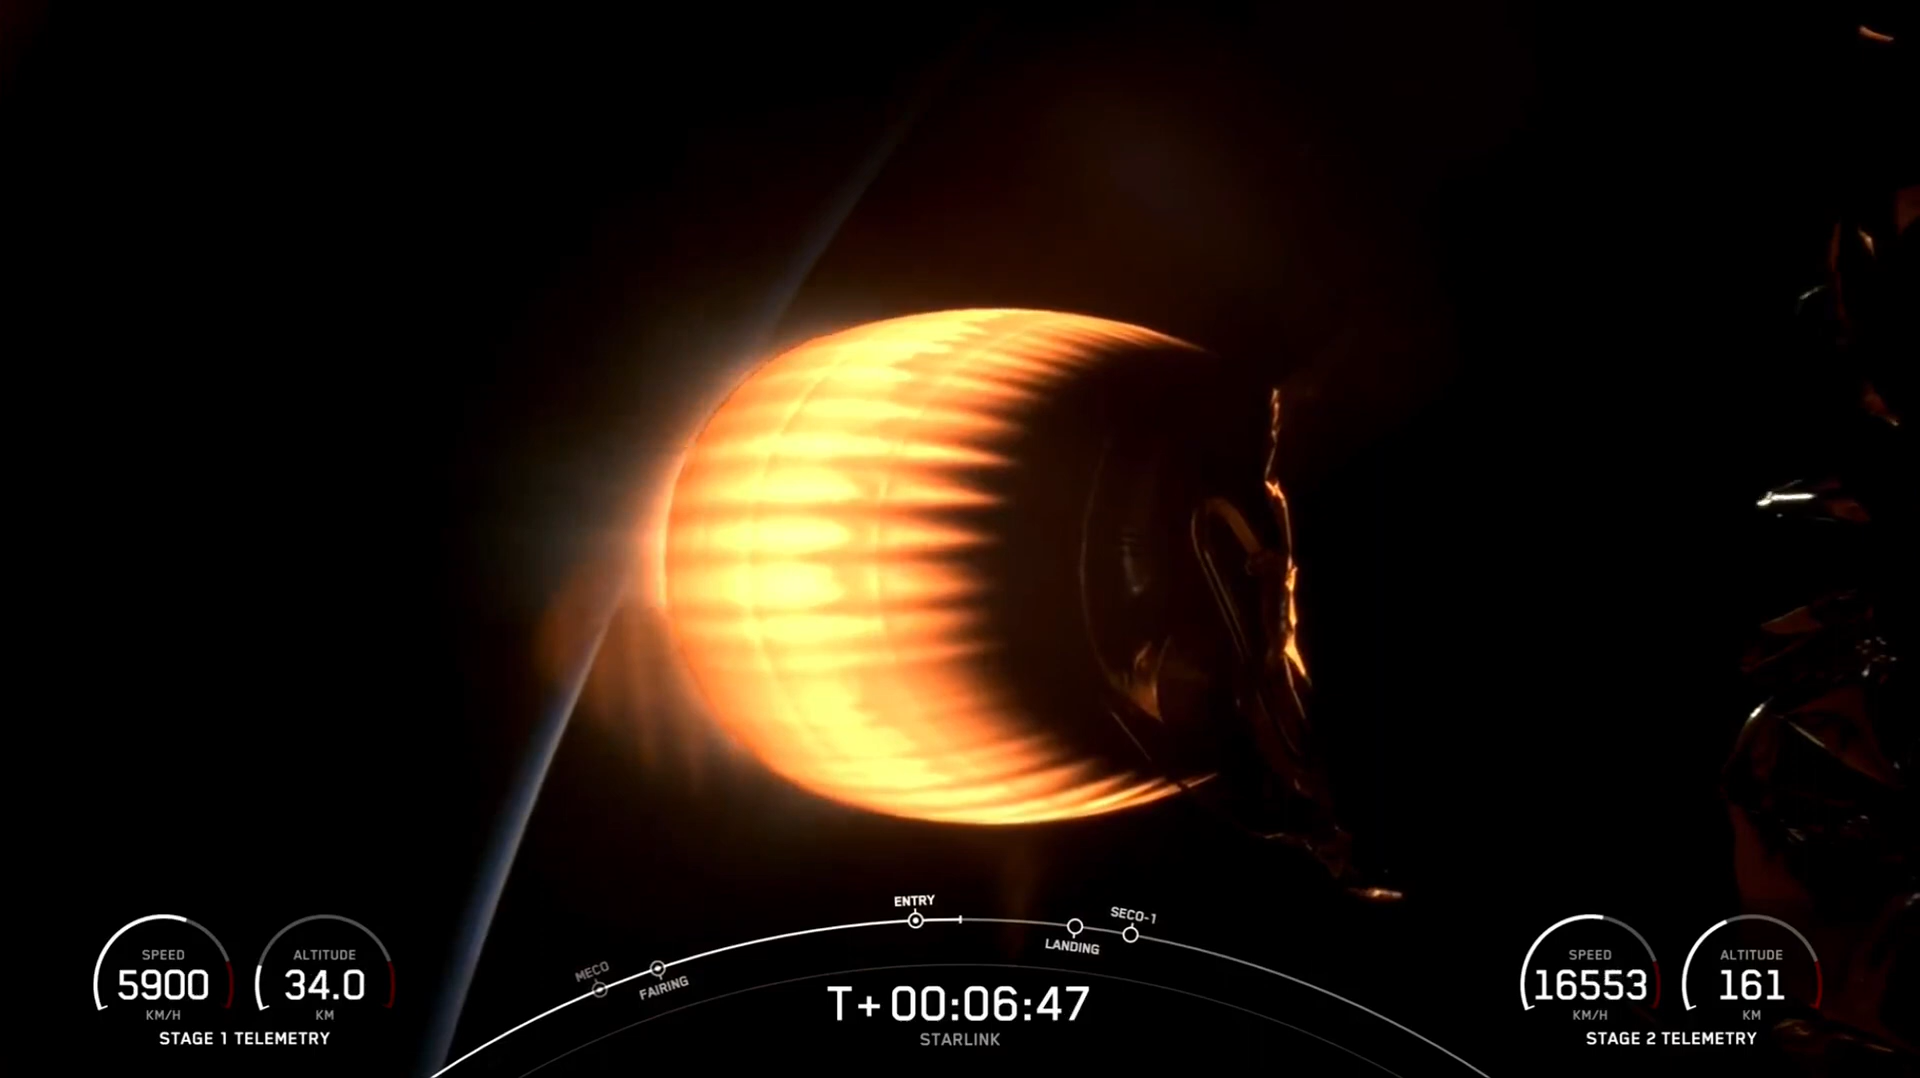 ENTRY
SECO-1
LANDING
MECO
FAIRING
SPEED
5900
KM/H
ALTITUDE
34.0
KM
STAGE 1 TELEMETRY
T+ 00:06:47
STARLINK
SPEED
16553
KM/H
ALTITUDE
161
KM
STAGE 2 TELEMETRY